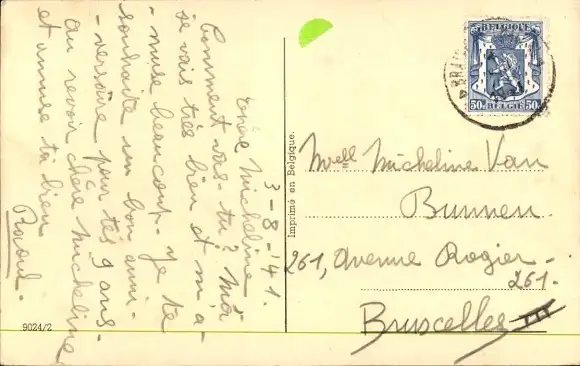 3-8-'41.
Chère Micheline
Comment vas-tu? Moi
je vais très bien et m'a-
-muse beaucoup. Je te
souhaite un bon anni-
-versaire pour tes 9 ans.
Au revoir chère Micheline
et amuse toi bien
Raoul.
9024/2
Imprimé en Belgique.
BELGIQUE
50 BELGIË 50
Melle Micheline Van
Bunnen
261, Avenue Rogier
261.
Bruxelles III